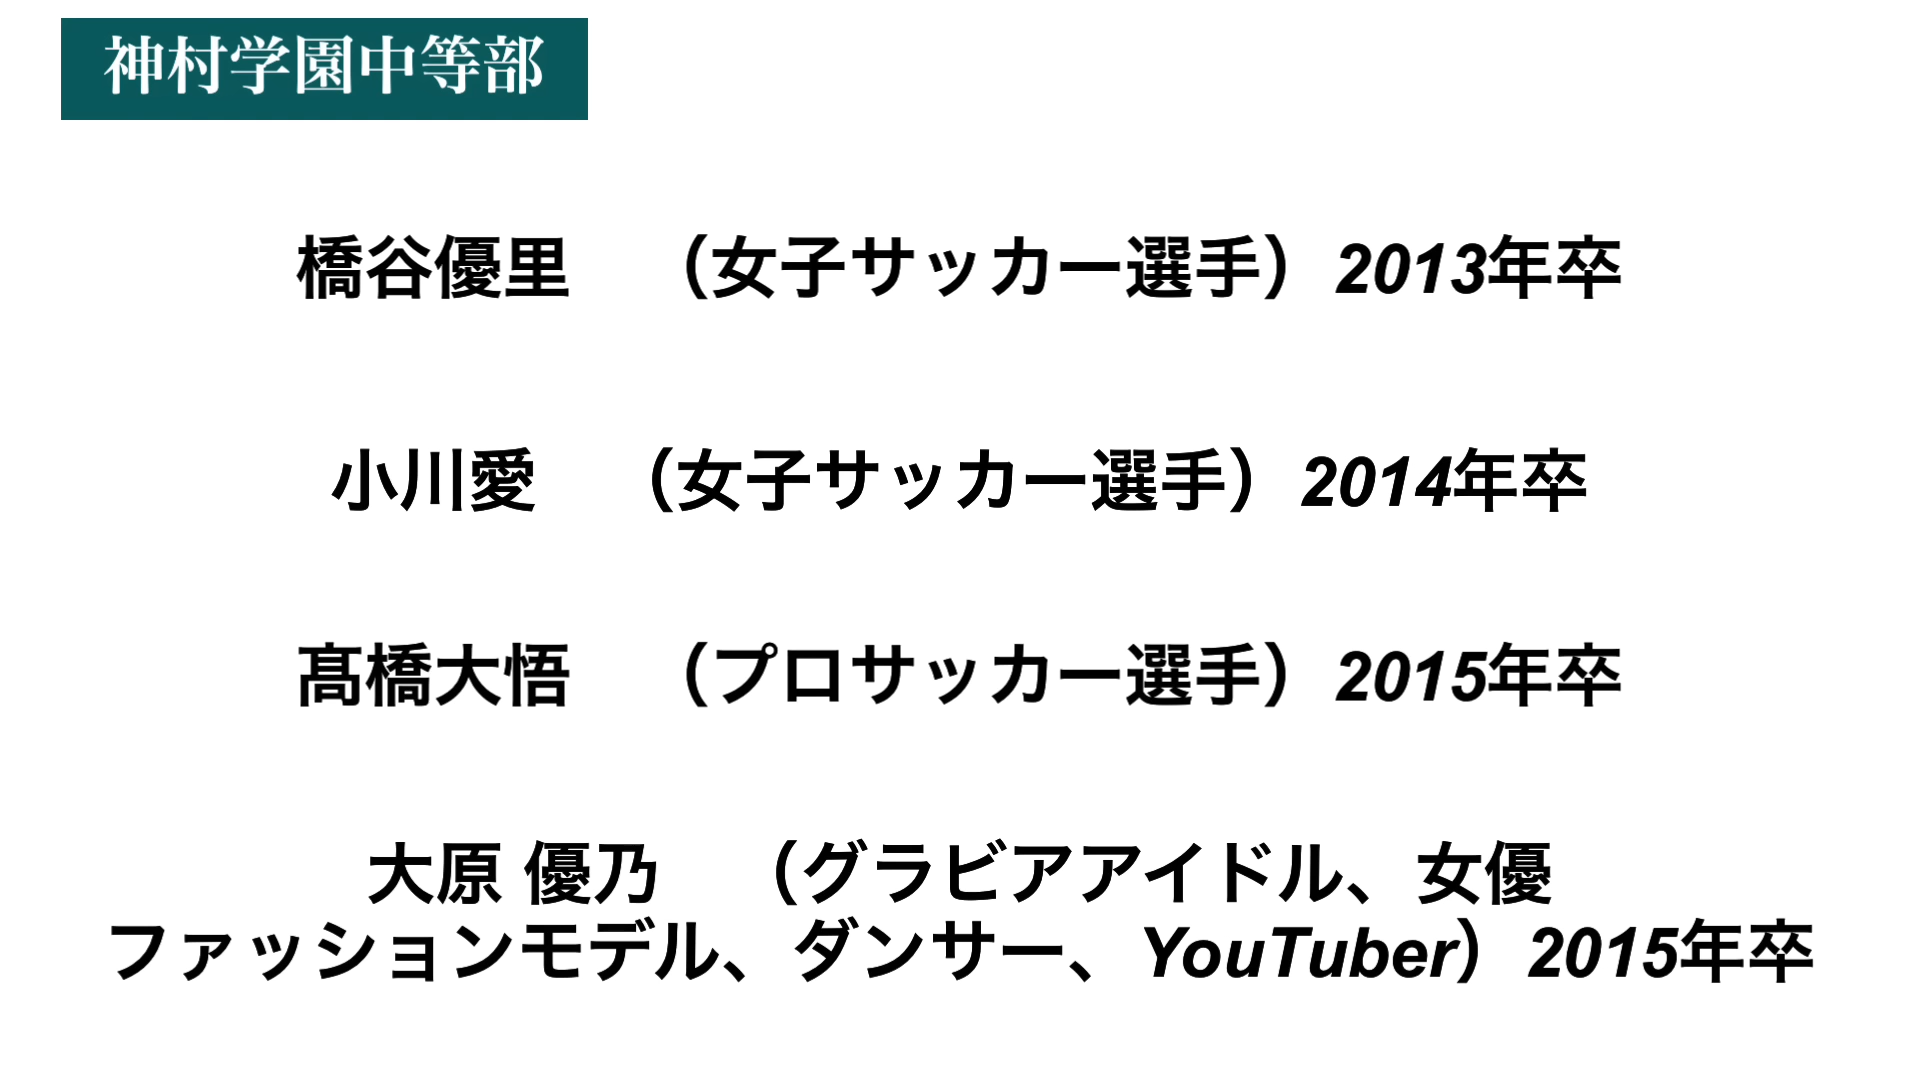 神村学園中等部
橋谷優里　（女子サッカー選手）2013年卒
小川愛　（女子サッカー選手）2014年卒
髙橋大悟　（プロサッカー選手）2015年卒
大原 優乃　（グラビアアイドル、女優
ファッションモデル、ダンサー、YouTuber）2015年卒